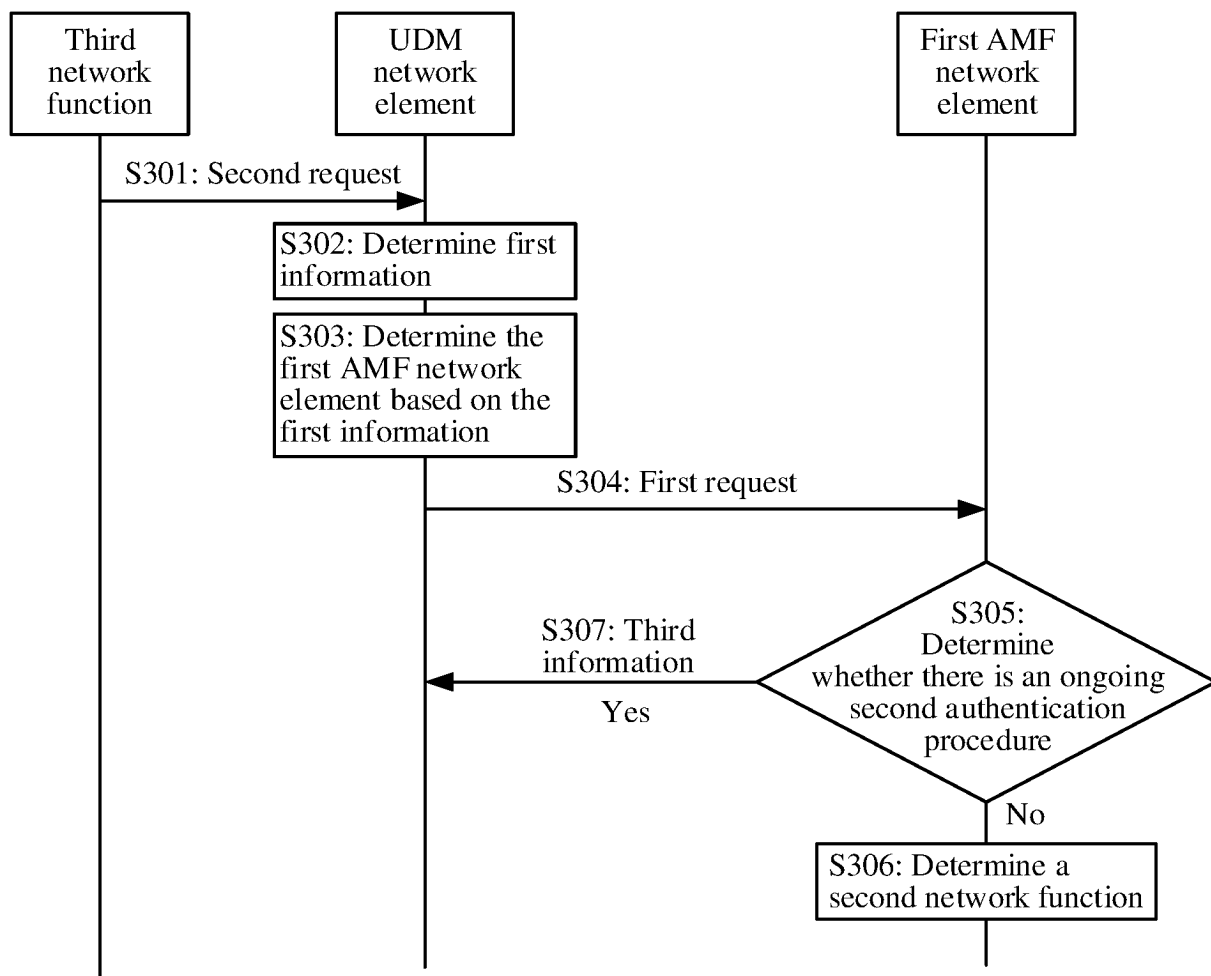 Third
network
function
UDM
network
element
First AMF
network
element
S301: Second request
S302: Determine first
information
S303: Determine the
first AMF network
element based on the
first information
S304: First request
S305:
Determine
whether there is an ongoing
second authentication
procedure
S307: Third
information
Yes
No
S306: Determine a
second network function